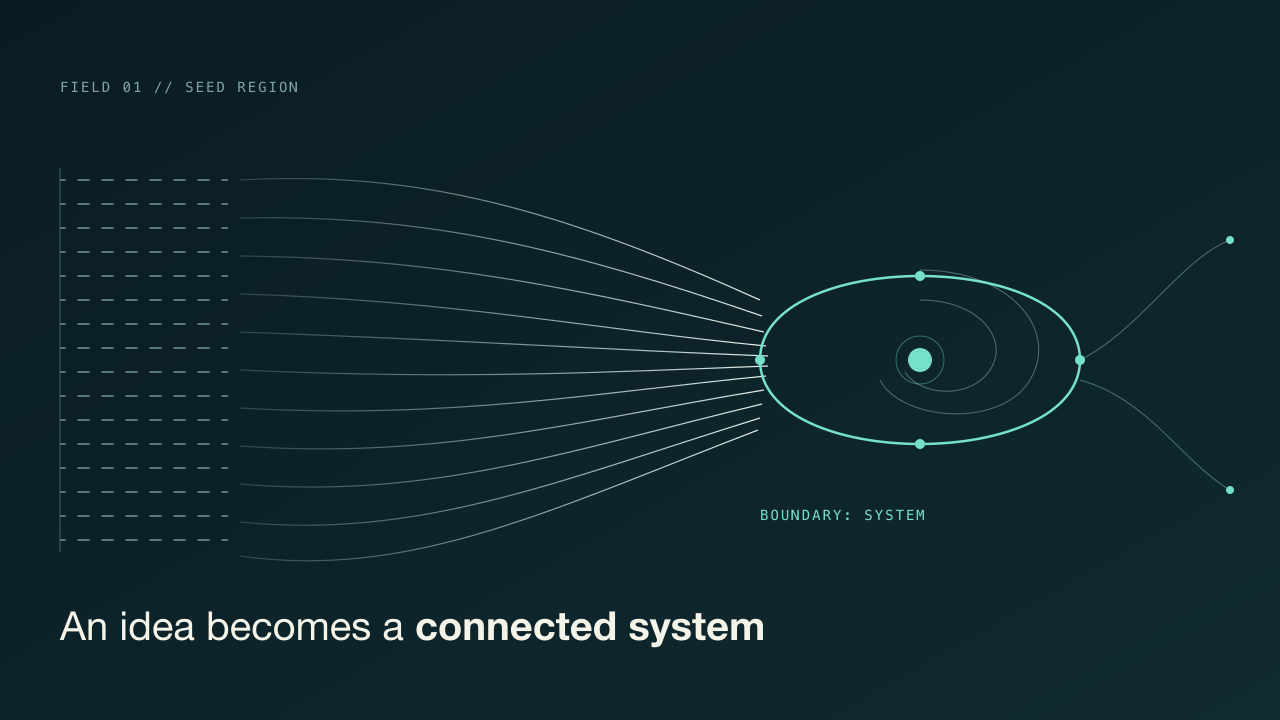 FIELD 01 // SEED REGION
BOUNDARY: SYSTEM
An idea becomes a connected system